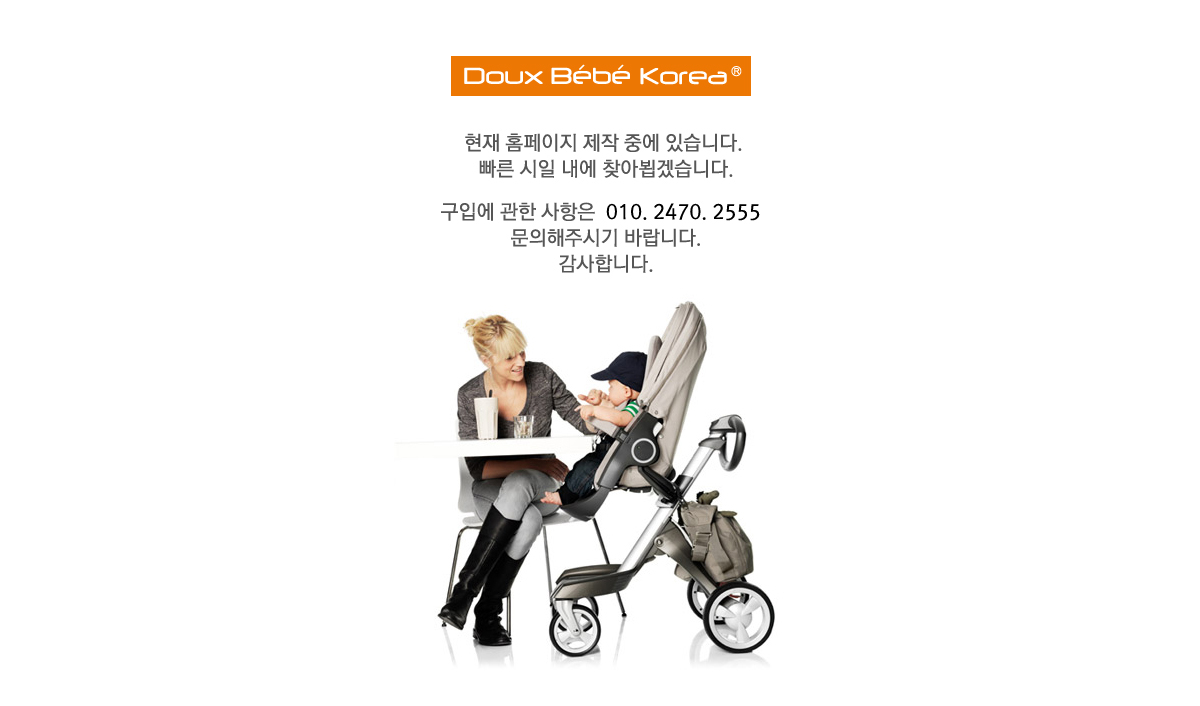 Doux Bébé Korea®
현재 홈페이지 제작 중에 있습니다.
빠른 시일 내에 찾아뵙겠습니다.
구입에 관한 사항은 010. 2470. 2555
문의해주시기 바랍니다.
감사합니다.